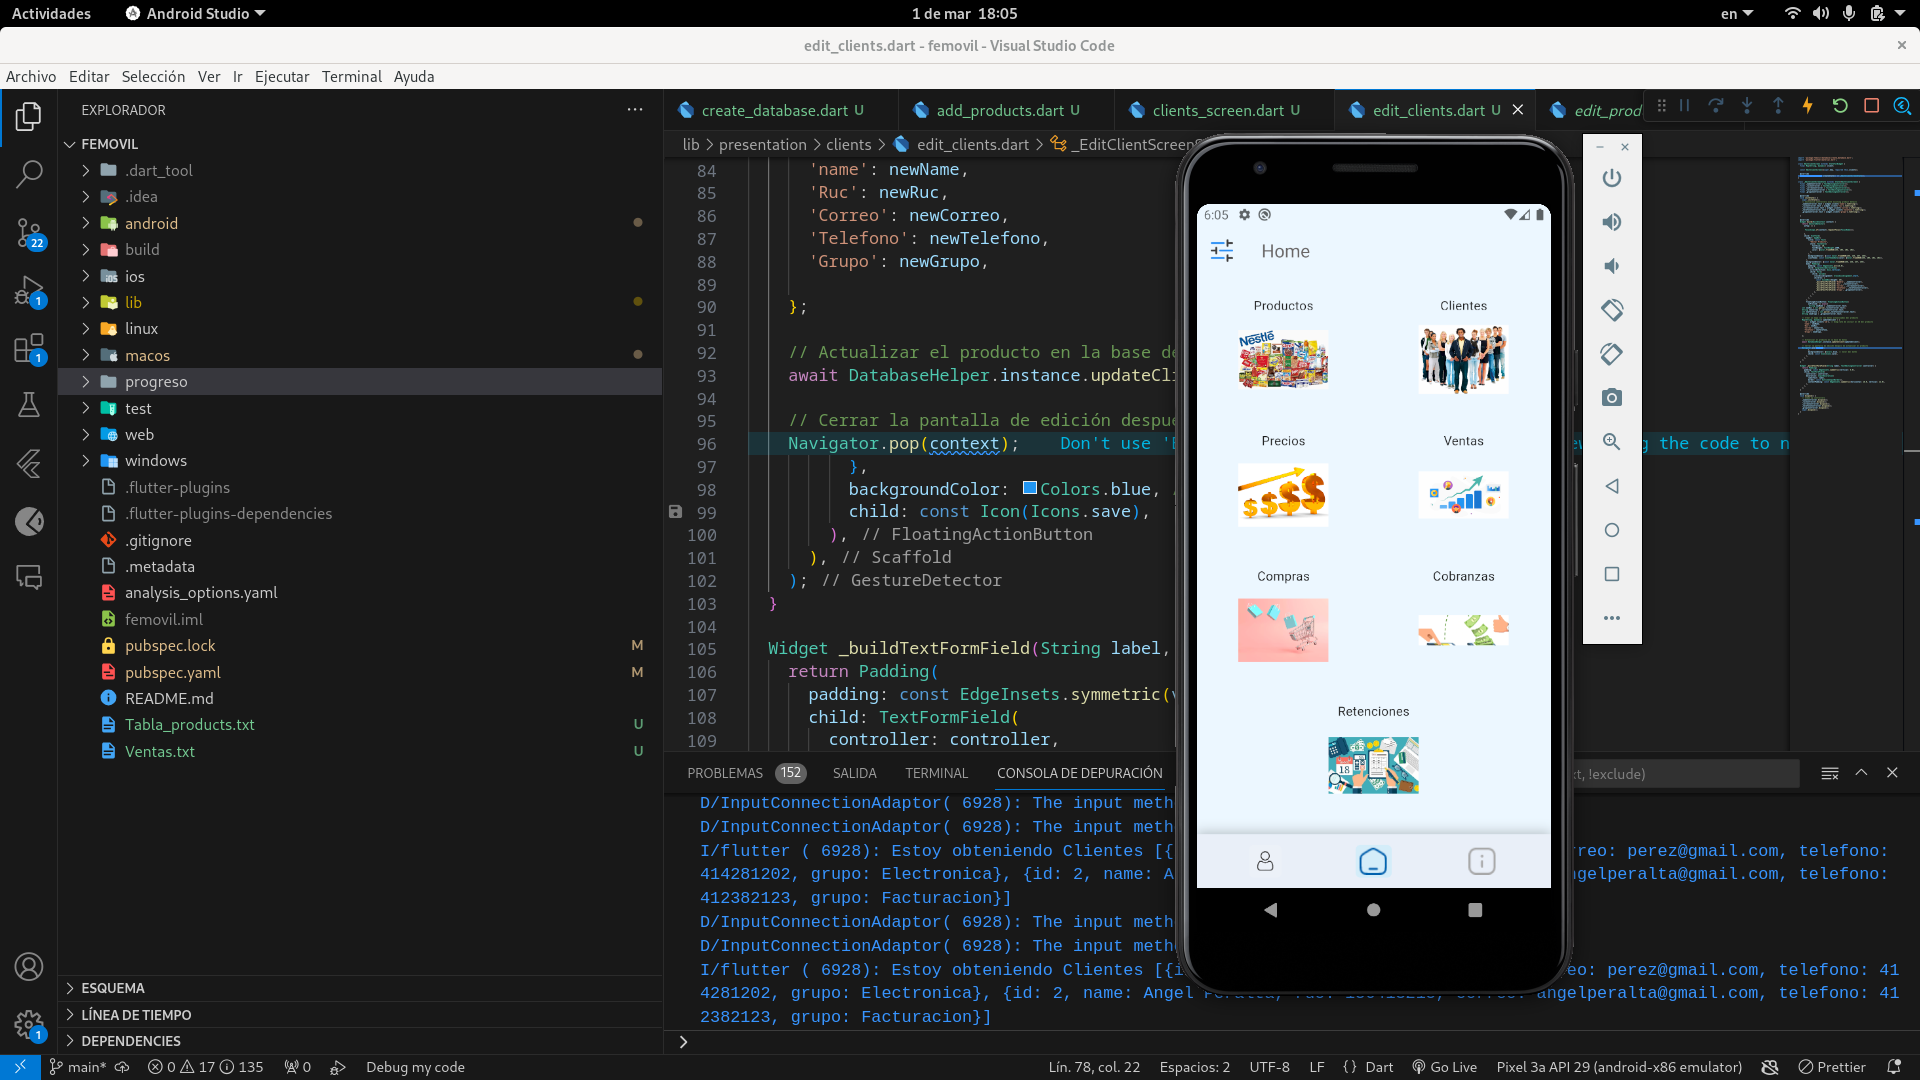 Actividades
Android Studio
1 de mar 18:05
en
edit_clients.dart - femovil - Visual Studio Code
Archivo Editar Selección Ver Ir Ejecutar Terminal Ayuda
EXPLORADOR
FEMOVIL
.dart_tool
.idea
android
build
ios
lib
linux
macos
progreso
test
web
windows
.flutter-plugins
.flutter-plugins-dependencies
.gitignore
.metadata
analysis_options.yaml
femovil.iml
pubspec.lock M
pubspec.yaml M
README.md
Tabla_products.txt U
Ventas.txt U
ESQUEMA
LÍNEA DE TIEMPO
DEPENDENCIES
22
1
1
1
create_database.dart U
add_products.dart U
clients_screen.dart U
edit_clients.dart U
edit_prod
lib > presentation > clients > edit_clients.dart > _EditClientScreen
84 'name': newName,
85 'Ruc': newRuc,
86 'Correo': newCorreo,
87 'Telefono': newTelefono,
88 'Grupo': newGrupo,
89
90 };
91
92 // Actualizar el producto en la base de
93 await DatabaseHelper.instance.updateCl
94
95 // Cerrar la pantalla de edición despu
96 Navigator.pop(context); Don't use ' the code to n
97 },
98 backgroundColor: Colors.blue,
99 child: const Icon(Icons.save),
100 ), // FloatingActionButton
101 ), // Scaffold
102 ); // GestureDetector
103 }
104
105 Widget _buildTextFormField(String label,
106 return Padding(
107 padding: const EdgeInsets.symmetric(
108 child: TextFormField(
109 controller: controller,
PROBLEMAS 152 SALIDA TERMINAL CONSOLA DE DEPURACIÓN
xt, !exclude)
D/InputConnectionAdaptor( 6928): The input meth
D/InputConnectionAdaptor( 6928): The input meth
I/flutter ( 6928): Estoy obteniendo Clientes [{ rreo: perez@gmail.com, telefono:
414281202, grupo: Electronica}, {id: 2, name: A ngelperalta@gmail.com, telefono:
412382123, grupo: Facturacion}]
D/InputConnectionAdaptor( 6928): The input meth
D/InputConnectionAdaptor( 6928): The input meth
I/flutter ( 6928): Estoy obteniendo Clientes [{i eo: perez@gmail.com, telefono: 41
4281202, grupo: Electronica}, {id: 2, name: Angel angelperalta@gmail.com, telefono: 41
2382123, grupo: Facturacion}]
6:05
Home
Productos
Clientes
Nestle
Precios
Ventas
Compras
Cobranzas
Retenciones
18
main*
0 17 135
0
Debug my code
Lín. 78, col. 22
Espacios: 2
UTF-8
LF
{ } Dart
Go Live
Pixel 3a API 29 (android-x86 emulator)
Prettier